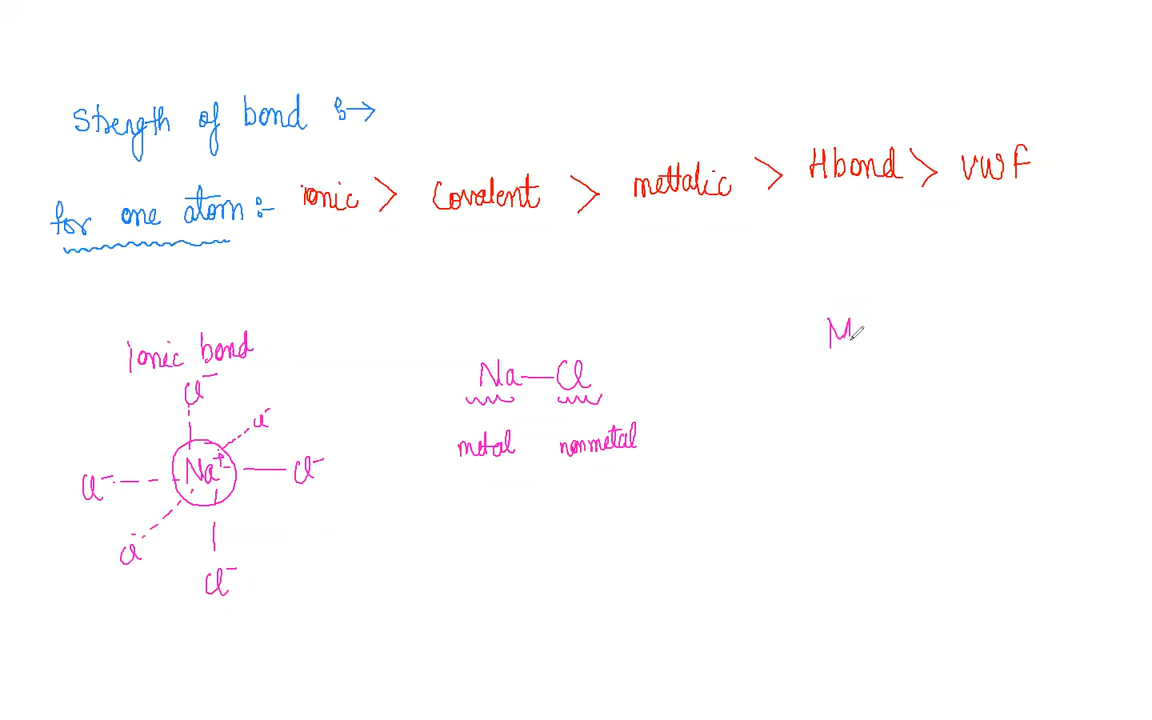 Strength of bond :→
for one atom :- ionic > Covalent > mettalic > H bond > VWF
ionic bond
M
Na — Cl
metal nonmetal
Cl⁻
Cl⁻
Na⁺
Cl⁻ Cl⁻
Cl⁻
Cl⁻